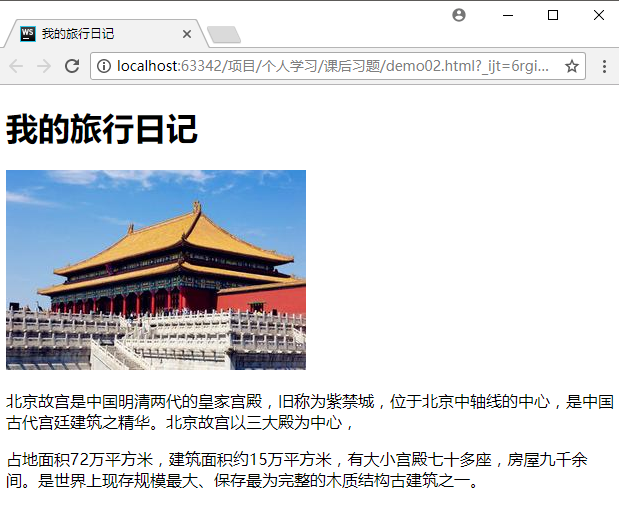 WS 我的旅行日记
localhost:63342/项目/个人学习/课后习题/demo02.html?_ijt=6rgi...
我的旅行日记
北京故宫是中国明清两代的皇家宫殿，旧称为紫禁城，位于北京中轴线的中心，是中国
古代宫廷建筑之精华。北京故宫以三大殿为中心，
占地面积72万平方米，建筑面积约15万平方米，有大小宫殿七十多座，房屋九千余
间。是世界上现存规模最大、保存最为完整的木质结构古建筑之一。